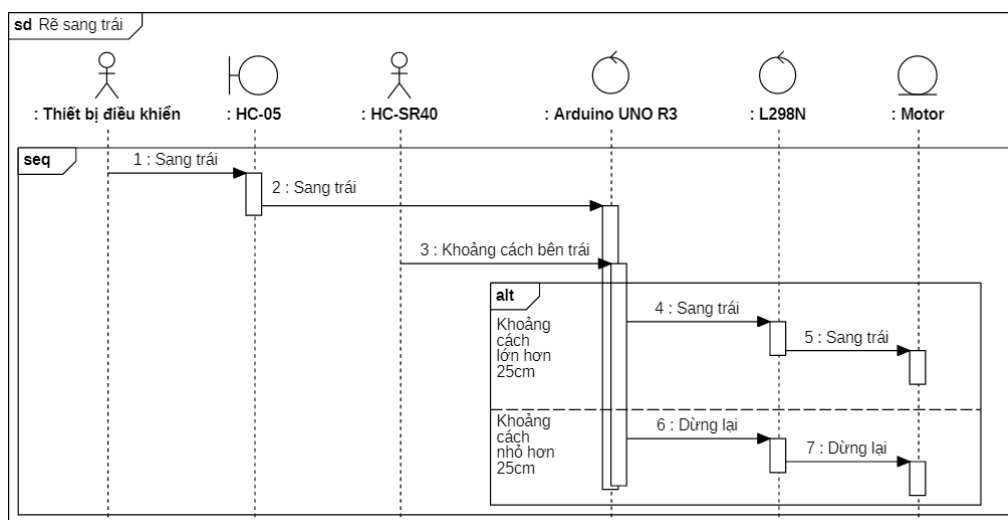 sd Rẽ sang trái
: Thiết bị điều khiển
: HC-05
: HC-SR40
: Arduino UNO R3
: L298N
: Motor
seq
1 : Sang trái
2 : Sang trái
3 : Khoảng cách bên trái
alt
Khoảng
cách
lớn hơn
25cm
4 : Sang trái
5 : Sang trái
Khoảng
cách
nhỏ hơn
25cm
6 : Dừng lại
7 : Dừng lại